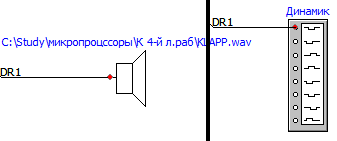 DR1
Динамик
C:\Study\микропроцссоры\К 4-й л.раб\KLAPP.wav
DR1